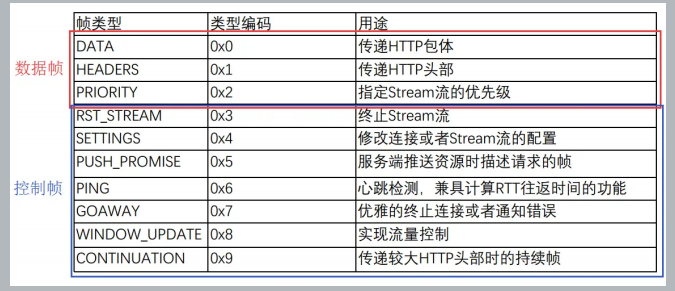 帧类型 类型编码 用途
DATA 0x0 传递HTTP包体
数据帧 HEADERS 0x1 传递HTTP头部
PRIORITY 0x2 指定Stream流的优先级
RST_STREAM 0x3 终止Stream流
SETTINGS 0x4 修改连接或者Stream流的配置
PUSH_PROMISE 0x5 服务端推送资源时描述请求的帧
控制帧 PING 0x6 心跳检测，兼具计算RTT往返时间的功能
GOAWAY 0x7 优雅的终止连接或者通知错误
WINDOW_UPDATE 0x8 实现流量控制
CONTINUATION 0x9 传递较大HTTP头部时的持续帧